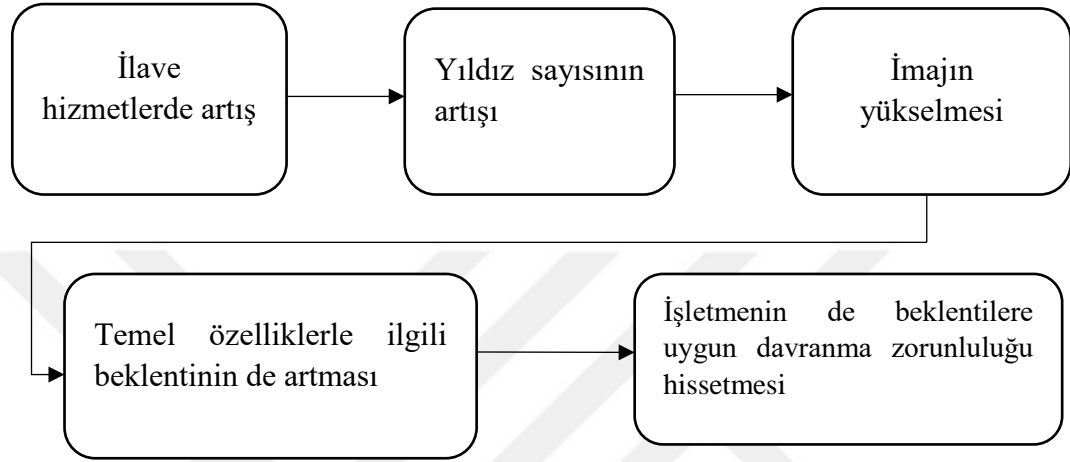 İlave
hizmetlerde artış
Yıldız sayısının
artışı
İmajın
yükselmesi
Temel özelliklerle ilgili
beklentinin de artması
İşletmenin de beklentilere
uygun davranma zorunluluğu
hissetmesi